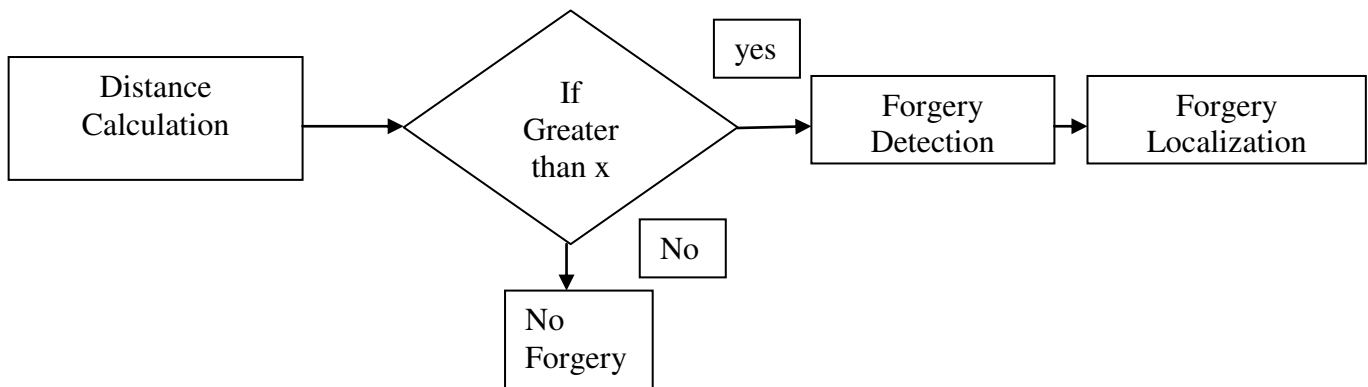 Distance
Calculation
If
Greater
than x
yes
Forgery
Detection
Forgery
Localization
No
No
Forgery